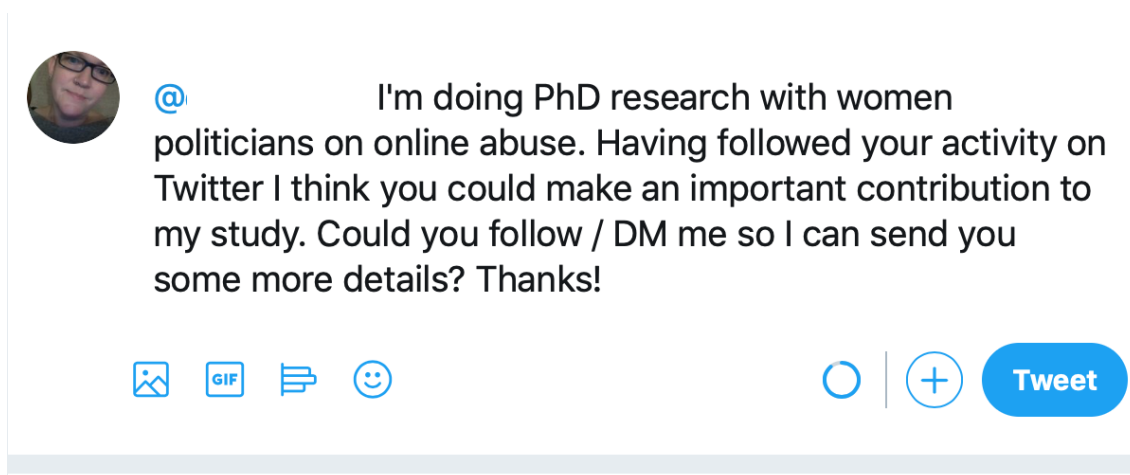 @ I'm doing PhD research with women
politicians on online abuse. Having followed your activity on
Twitter I think you could make an important contribution to
my study. Could you follow / DM me so I can send you
some more details? Thanks!
GIF
Tweet